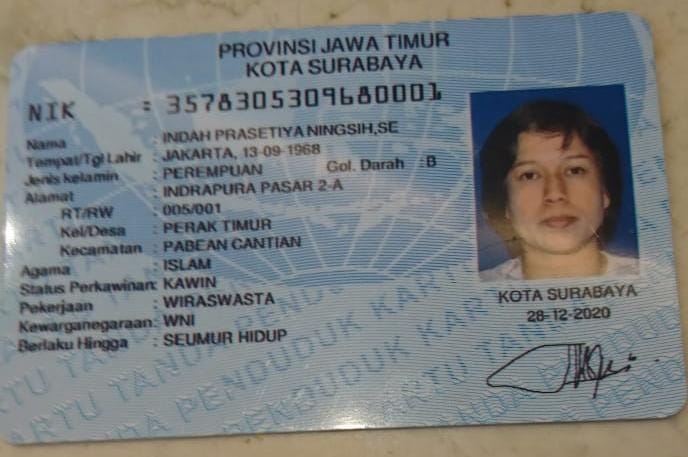 PROVINSI JAWA TIMUR
KOTA SURABAYA
NIK : 3578305309680001
Nama : INDAH PRASETIYA NINGSIH,SE
Tempat/Tgl Lahir : JAKARTA, 13-09-1968
Jenis kelamin : PEREMPUAN Gol. Darah : B
Alamat : INDRAPURA PASAR 2-A
RT/RW : 005/001
Kel/Desa : PERAK TIMUR
Kecamatan : PABEAN CANTIAN
Agama : ISLAM
Status Perkawinan: KAWIN
Pekerjaan : WIRASWASTA
Kewarganegaraan: WNI
Berlaku Hingga : SEUMUR HIDUP
KOTA SURABAYA
28-12-2020
KARTU TANDA PENDUDUK